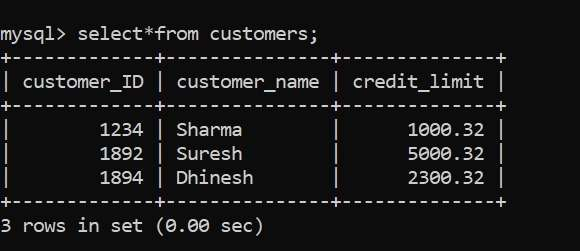 mysql> select*from customers;
+-------------+---------------+--------------+
| customer_ID | customer_name | credit_limit |
+-------------+---------------+--------------+
|        1234 | Sharma        |      1000.32 |
|        1892 | Suresh        |      5000.32 |
|        1894 | Dhinesh       |      2300.32 |
+-------------+---------------+--------------+
3 rows in set (0.00 sec)